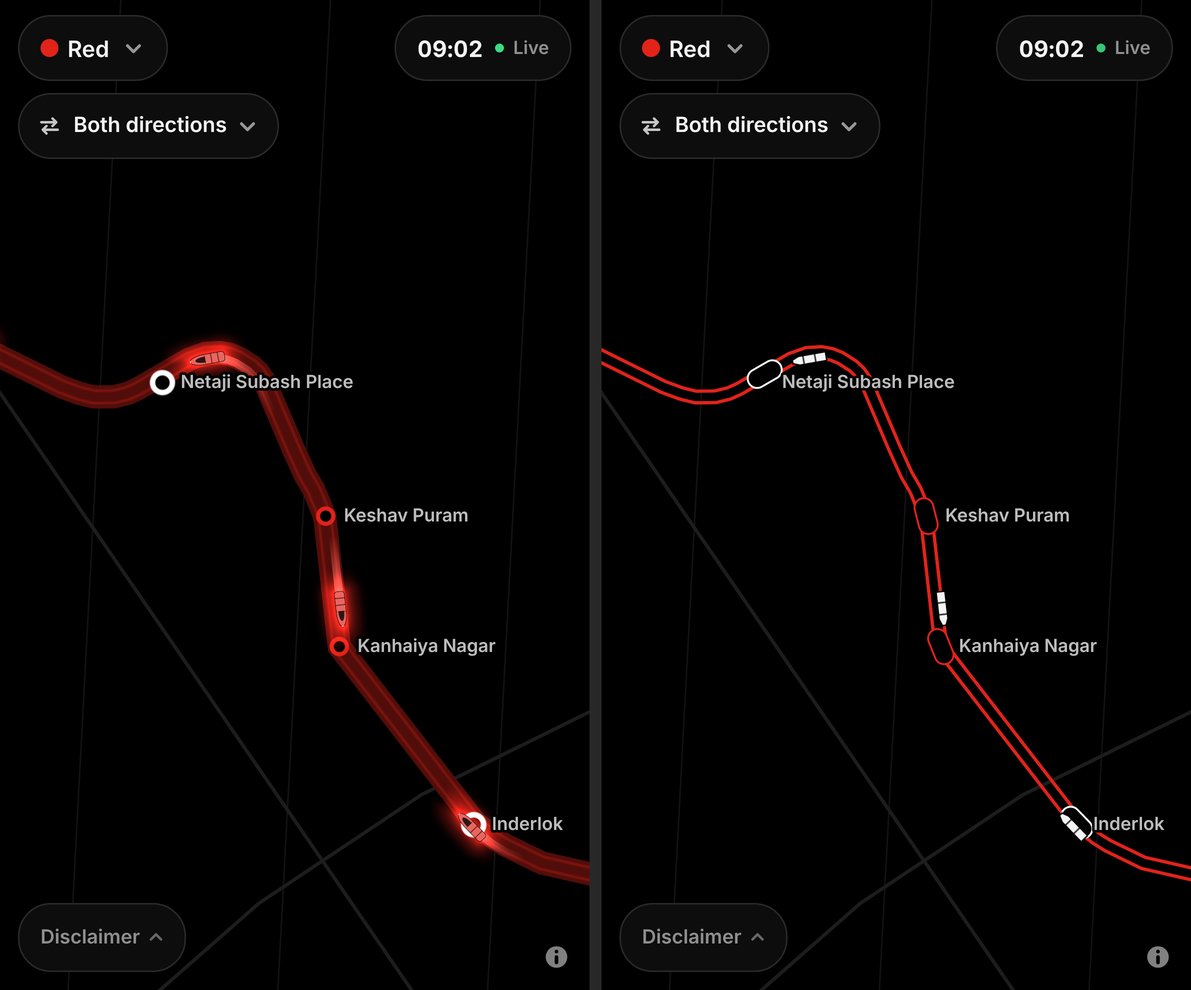 Red
09:02 Live
Both directions
Netaji Subash Place
Keshav Puram
Kanhaiya Nagar
Inderlok
Disclaimer
Red
09:02 Live
Both directions
Netaji Subash Place
Keshav Puram
Kanhaiya Nagar
Inderlok
Disclaimer